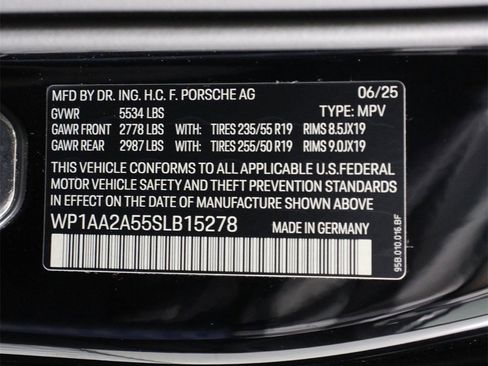 MFD BY DR. ING. H.C. F. PORSCHE AG 06/25
GVWR 5534 LBS TYPE: MPV
GAWR FRONT 2778 LBS WITH: TIRES 235/55 R19 RIMS 8.5JX19
GAWR REAR 2987 LBS WITH: TIRES 255/50 R19 RIMS 9.0JX19
THIS VEHICLE CONFORMS TO ALL APPLICABLE U.S.FEDERAL
MOTOR VEHICLE SAFETY AND THEFT PREVENTION STANDARDS
IN EFFECT ON THE DATE OF MANUFACTURE SHOWN ABOVE
WP1AA2A55SLB15278 MADE IN GERMANY
95B.010.016.BF